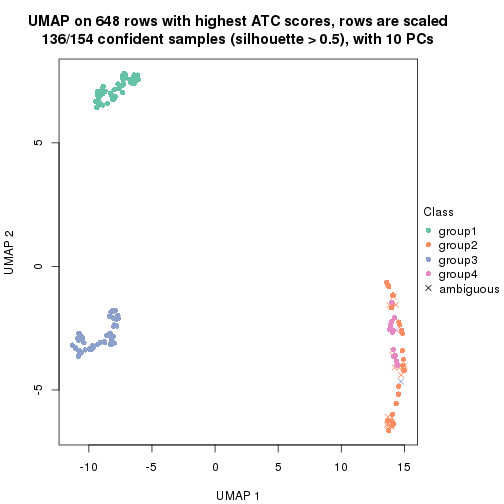 UMAP on 648 rows with highest ATC scores, rows are scaled
136/154 confident samples (silhouette > 0.5), with 10 PCs
5
0
-5
UMAP 2
-10
-5
0
5
10
15
UMAP 1
Class
group1
group2
group3
group4
ambiguous